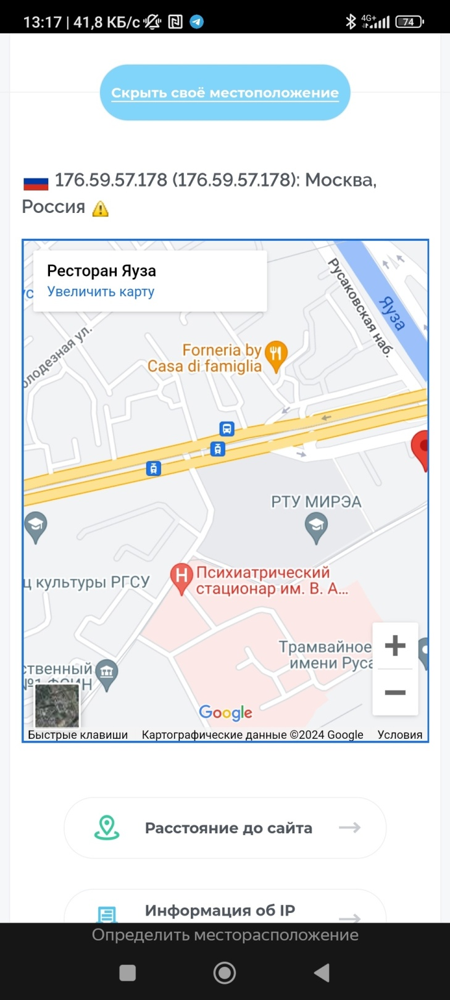 13:17 | 41,8 КБ/с
4G+
74
Скрыть своё местоположение
176.59.57.178 (176.59.57.178): Москва,
Россия
Ресторан Яуза
Увеличить карту
Русаковская наб.
Яуза
олодезная ул.
Forneria by
Casa di famiglia
РТУ МИРЭА
ц культуры РГСУ
Психиатрический
стационар им. В. А...
Трамвайное
имени Руса
ственный
№1 ФСИН
Google
Быстрые клавиши
Картографические данные ©2024 Google
Условия
Расстояние до сайта
Информация об IP
Определить месторасположение